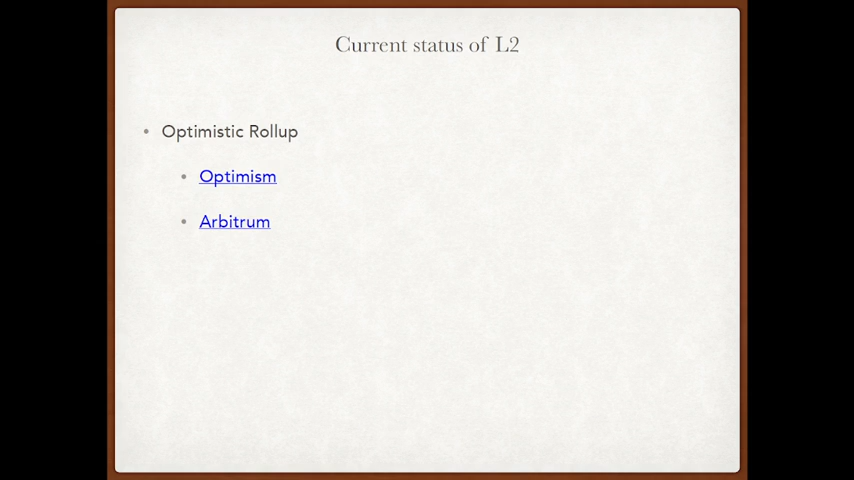 Current status of L2
• Optimistic Rollup
• Optimism
• Arbitrum